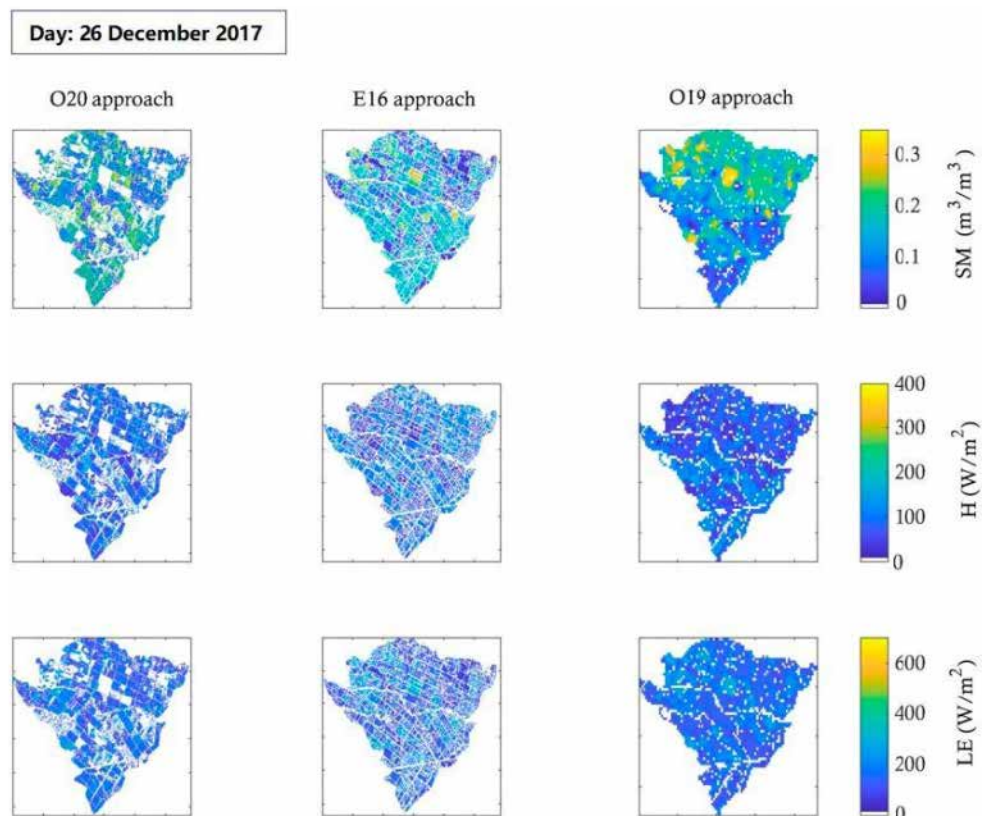 Day: 26 December 2017
O20 approach
E16 approach
O19 approach
0.3
0.2
0.1
0
SM (m³/m³)
400
300
200
100
0
H (W/m²)
600
400
200
0
LE (W/m²)